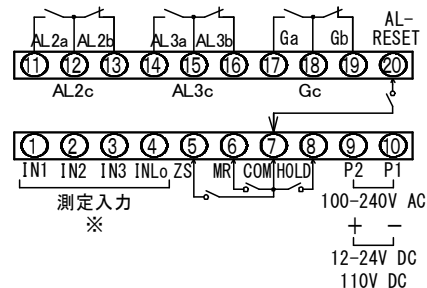 AL2a AL2b AL3a AL3b Ga Gb AL-RESET
11 12 13 14 15 16 17 18 19 20
AL2c AL3c Gc
1 2 3 4 5 6 7 8 9 10
IN1 IN2 IN3 INLo ZS MR COM HOLD P2 P1
測定入力
※
100-240V AC
+ −
12-24V DC
110V DC